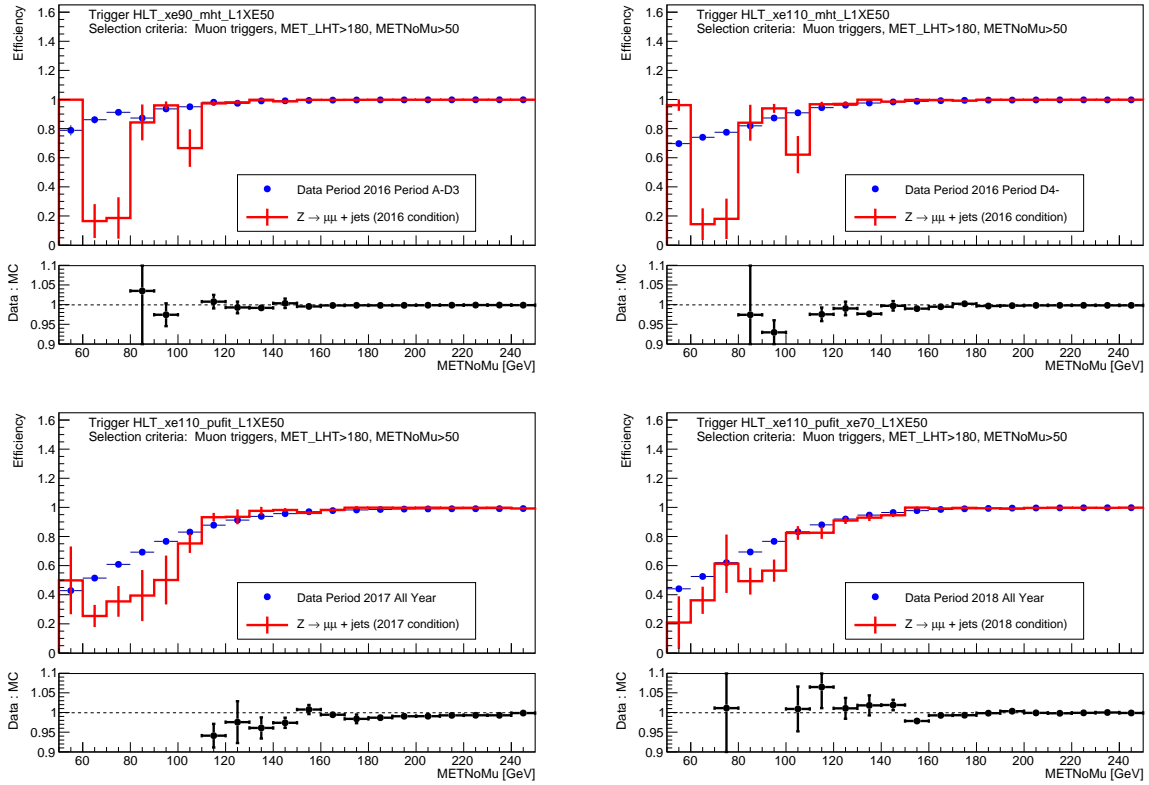 Trigger HLT_xe90_mht_L1XE50
Selection criteria: Muon triggers, MET_LHT>180, METNoMu>50
Efficiency
1.6
1.4
1.2
1
0.8
0.6
0.4
0.2
0
Data Period 2016 Period A-D3
Z → μμ + jets (2016 condition)
Data : MC
1.1
1.05
1
0.95
0.9
60 80 100 120 140 160 180 200 220 240
METNoMu [GeV]
Trigger HLT_xe110_mht_L1XE50
Selection criteria: Muon triggers, MET_LHT>180, METNoMu>50
Efficiency
1.6
1.4
1.2
1
0.8
0.6
0.4
0.2
0
Data Period 2016 Period D4-
Z → μμ + jets (2016 condition)
Data : MC
1.1
1.05
1
0.95
0.9
60 80 100 120 140 160 180 200 220 240
METNoMu [GeV]
Trigger HLT_xe110_pufit_L1XE50
Selection criteria: Muon triggers, MET_LHT>180, METNoMu>50
Efficiency
1.6
1.4
1.2
1
0.8
0.6
0.4
0.2
0
Data Period 2017 All Year
Z → μμ + jets (2017 condition)
Data : MC
1.1
1.05
1
0.95
0.9
60 80 100 120 140 160 180 200 220 240
METNoMu [GeV]
Trigger HLT_xe110_pufit_xe70_L1XE50
Selection criteria: Muon triggers, MET_LHT>180, METNoMu>50
Efficiency
1.6
1.4
1.2
1
0.8
0.6
0.4
0.2
0
Data Period 2018 All Year
Z → μμ + jets (2018 condition)
Data : MC
1.1
1.05
1
0.95
0.9
60 80 100 120 140 160 180 200 220 240
METNoMu [GeV]